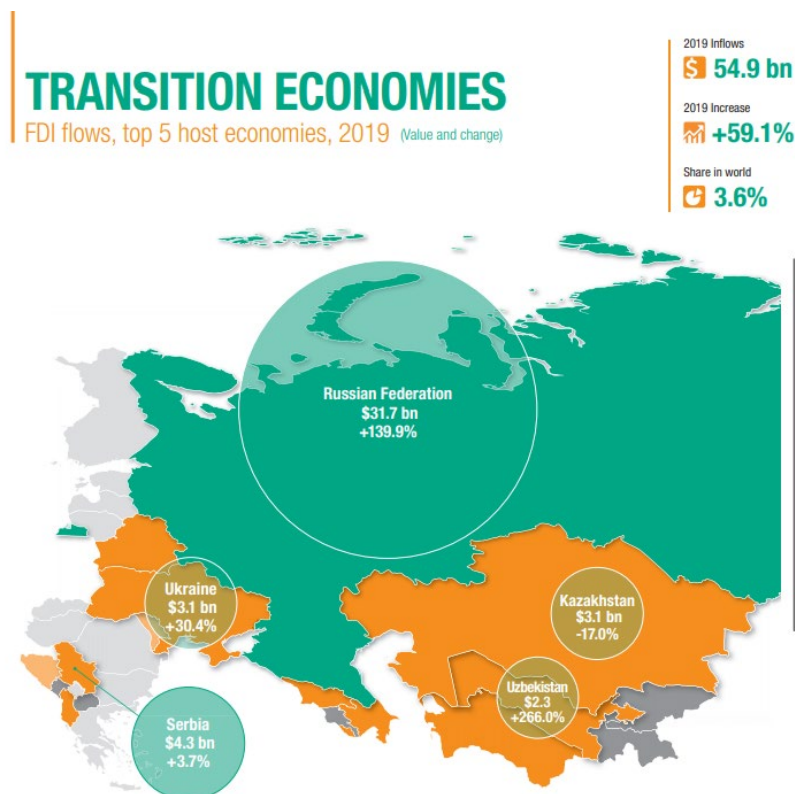 TRANSITION ECONOMIES
FDI flows, top 5 host economies, 2019 (Value and change)
2019 Inflows
$ 54.9 bn
2019 Increase
+59.1%
Share in world
3.6%
Russian Federation
$31.7 bn
+139.9%
Ukraine
$3.1 bn
+30.4%
Kazakhstan
$3.1 bn
-17.0%
Uzbekistan
$2.3
+266.0%
Serbia
$4.3 bn
+3.7%